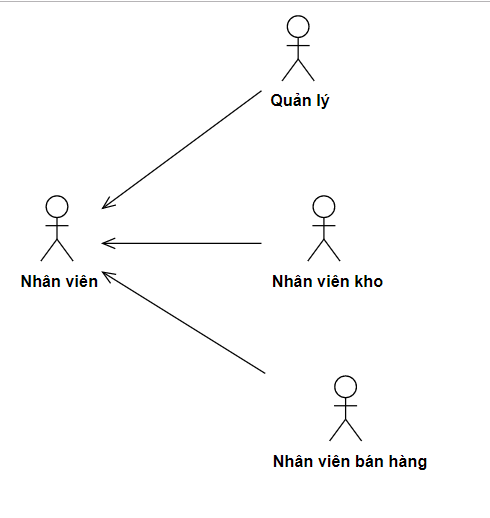 Quản lý
Nhân viên
Nhân viên kho
Nhân viên bán hàng